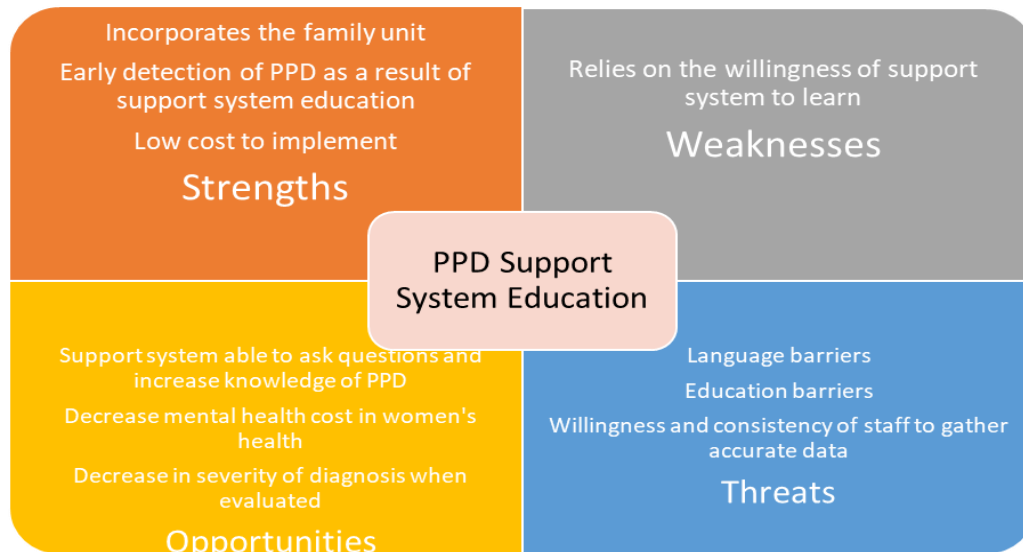 Incorporates the family unit
Early detection of PPD as a result of
support system education
Low cost to implement
Strengths
Relies on the willingness of support
system to learn
Weaknesses
PPD Support
System Education
Support system able to ask questions and
increase knowledge of PPD
Decrease mental health cost in women's
health
Decrease in severity of diagnosis when
evaluated
Opportunities
Language barriers
Education barriers
Willingness and consistency of staff to gather
accurate data
Threats